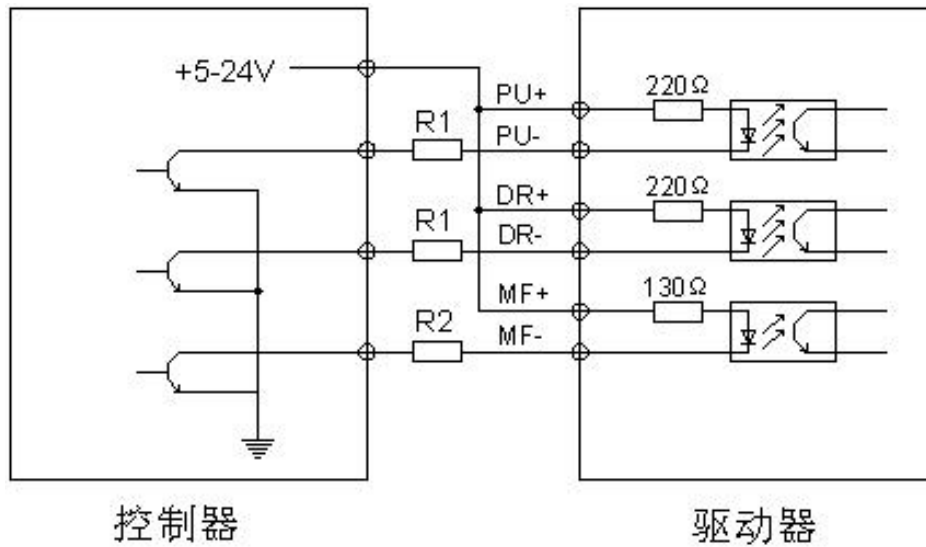 +5-24V
PU+
220Ω
R1
PU-
DR+
220Ω
R1
DR-
MF+
130Ω
R2
MF-
控制器
驱动器